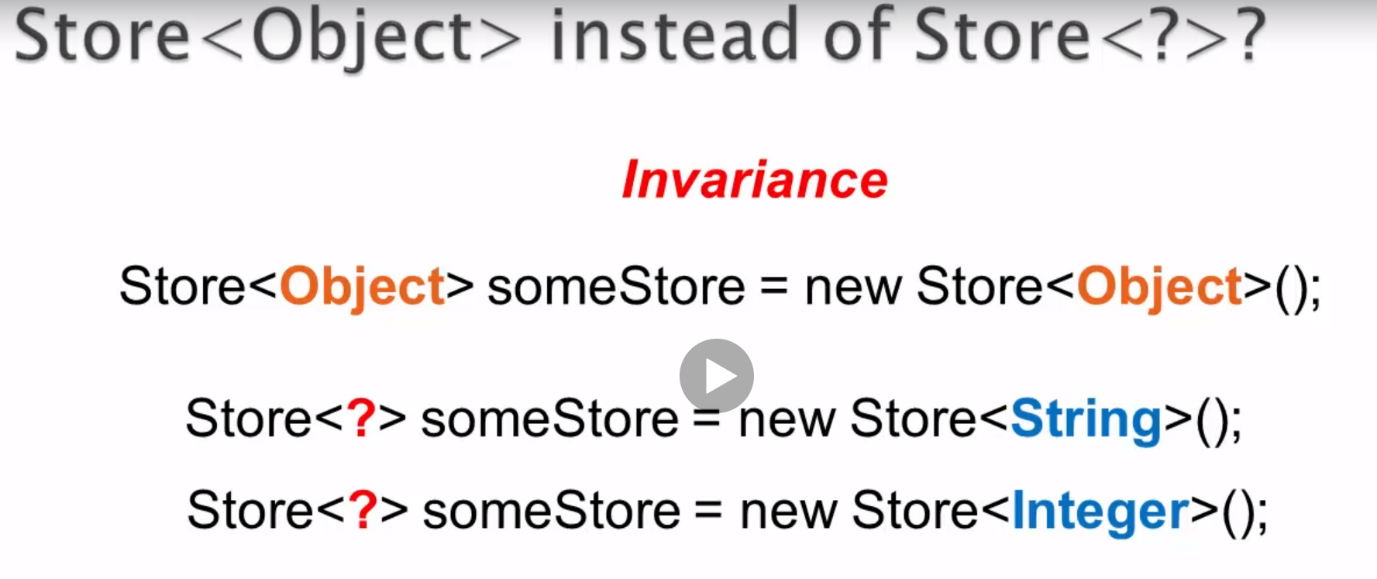 Store<Object> instead of Store<?>?
Invariance
Store<Object> someStore = new Store<Object>();
Store<?> someStore = new Store<String>();
Store<?> someStore = new Store<Integer>();